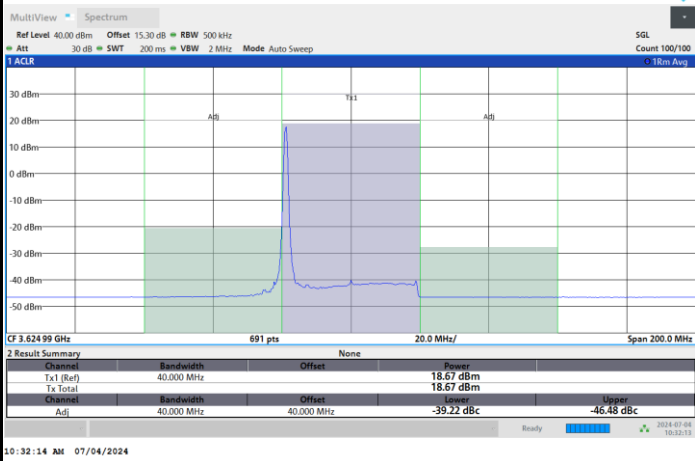 MultiView Spectrum
Ref Level 40.00 dBm Offset 15.30 dB RBW 500 kHz SGL
Att 30 dB SWT 200 ms VBW 2 MHz Mode Auto Sweep Count 100/100
1 ACLR 1Rm Avg
30 dBm
Tx1
20 dBm
Adj Adj
10 dBm
0 dBm
-10 dBm
-20 dBm
-30 dBm
-40 dBm
-50 dBm
CF 3.624 99 GHz 691 pts 20.0 MHz/ Span 200.0 MHz
2 Result Summary None
Channel Bandwidth Offset Power
Tx1 (Ref) 40.000 MHz 18.67 dBm
Tx Total 18.67 dBm
Channel Bandwidth Offset Lower Upper
Adj 40.000 MHz 40.000 MHz -39.22 dBc -46.48 dBc
Ready 2024-07-04
10:32:13
10:32:14 AM 07/04/2024